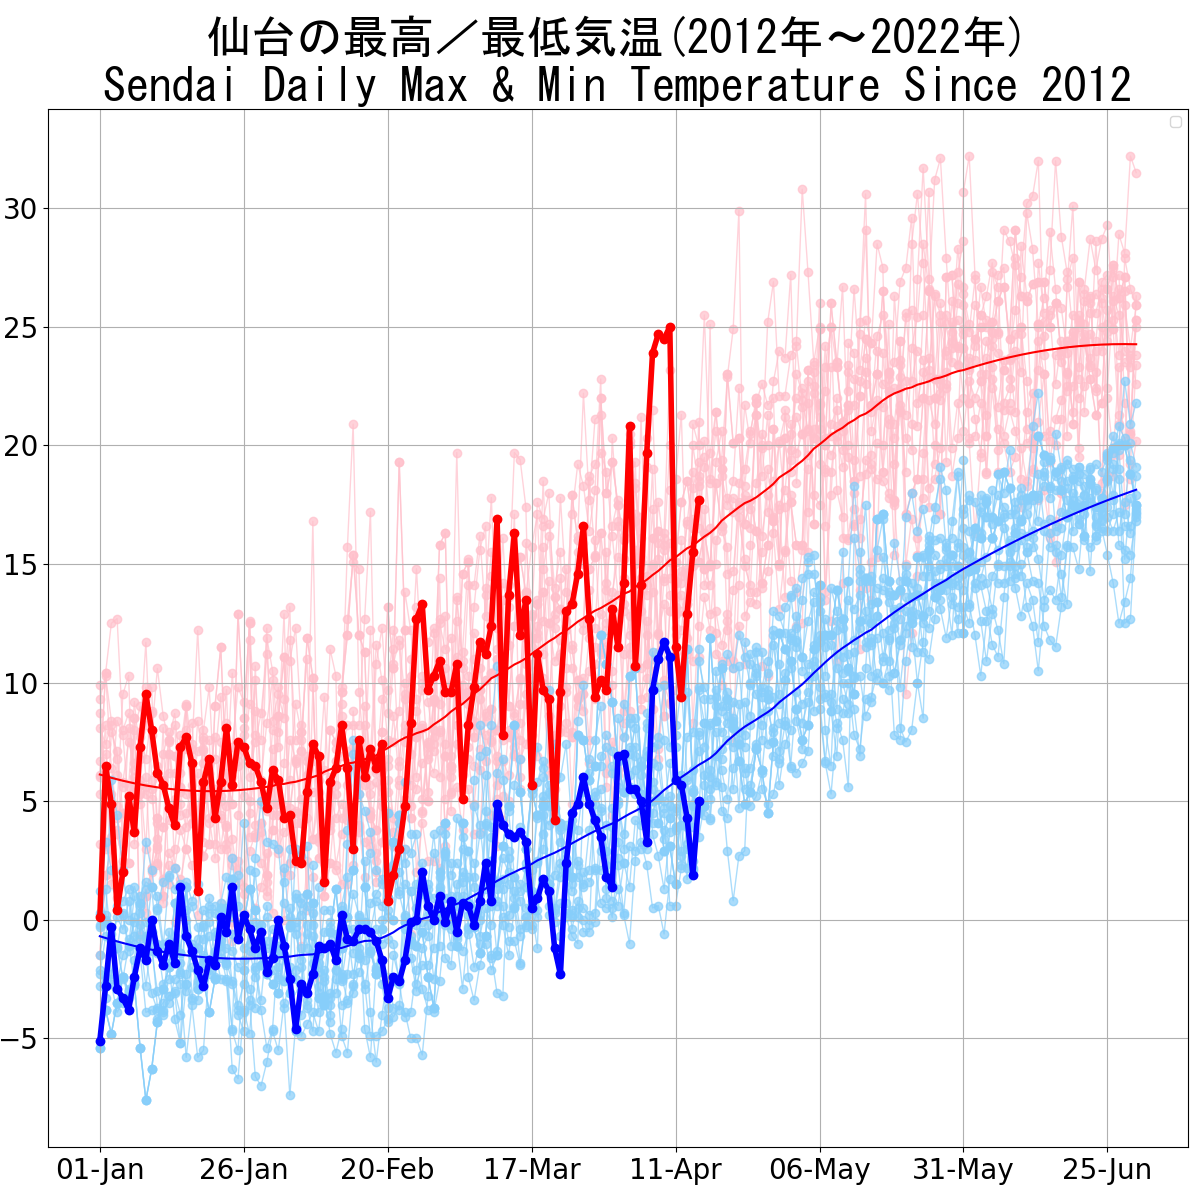 仙台の最高／最低気温(2012年～2022年)
Sendai Daily Max & Min Temperature Since 2012
30
25
20
15
10
5
0
−5
01-Jan 26-Jan 20-Feb 17-Mar 11-Apr 06-May 31-May 25-Jun